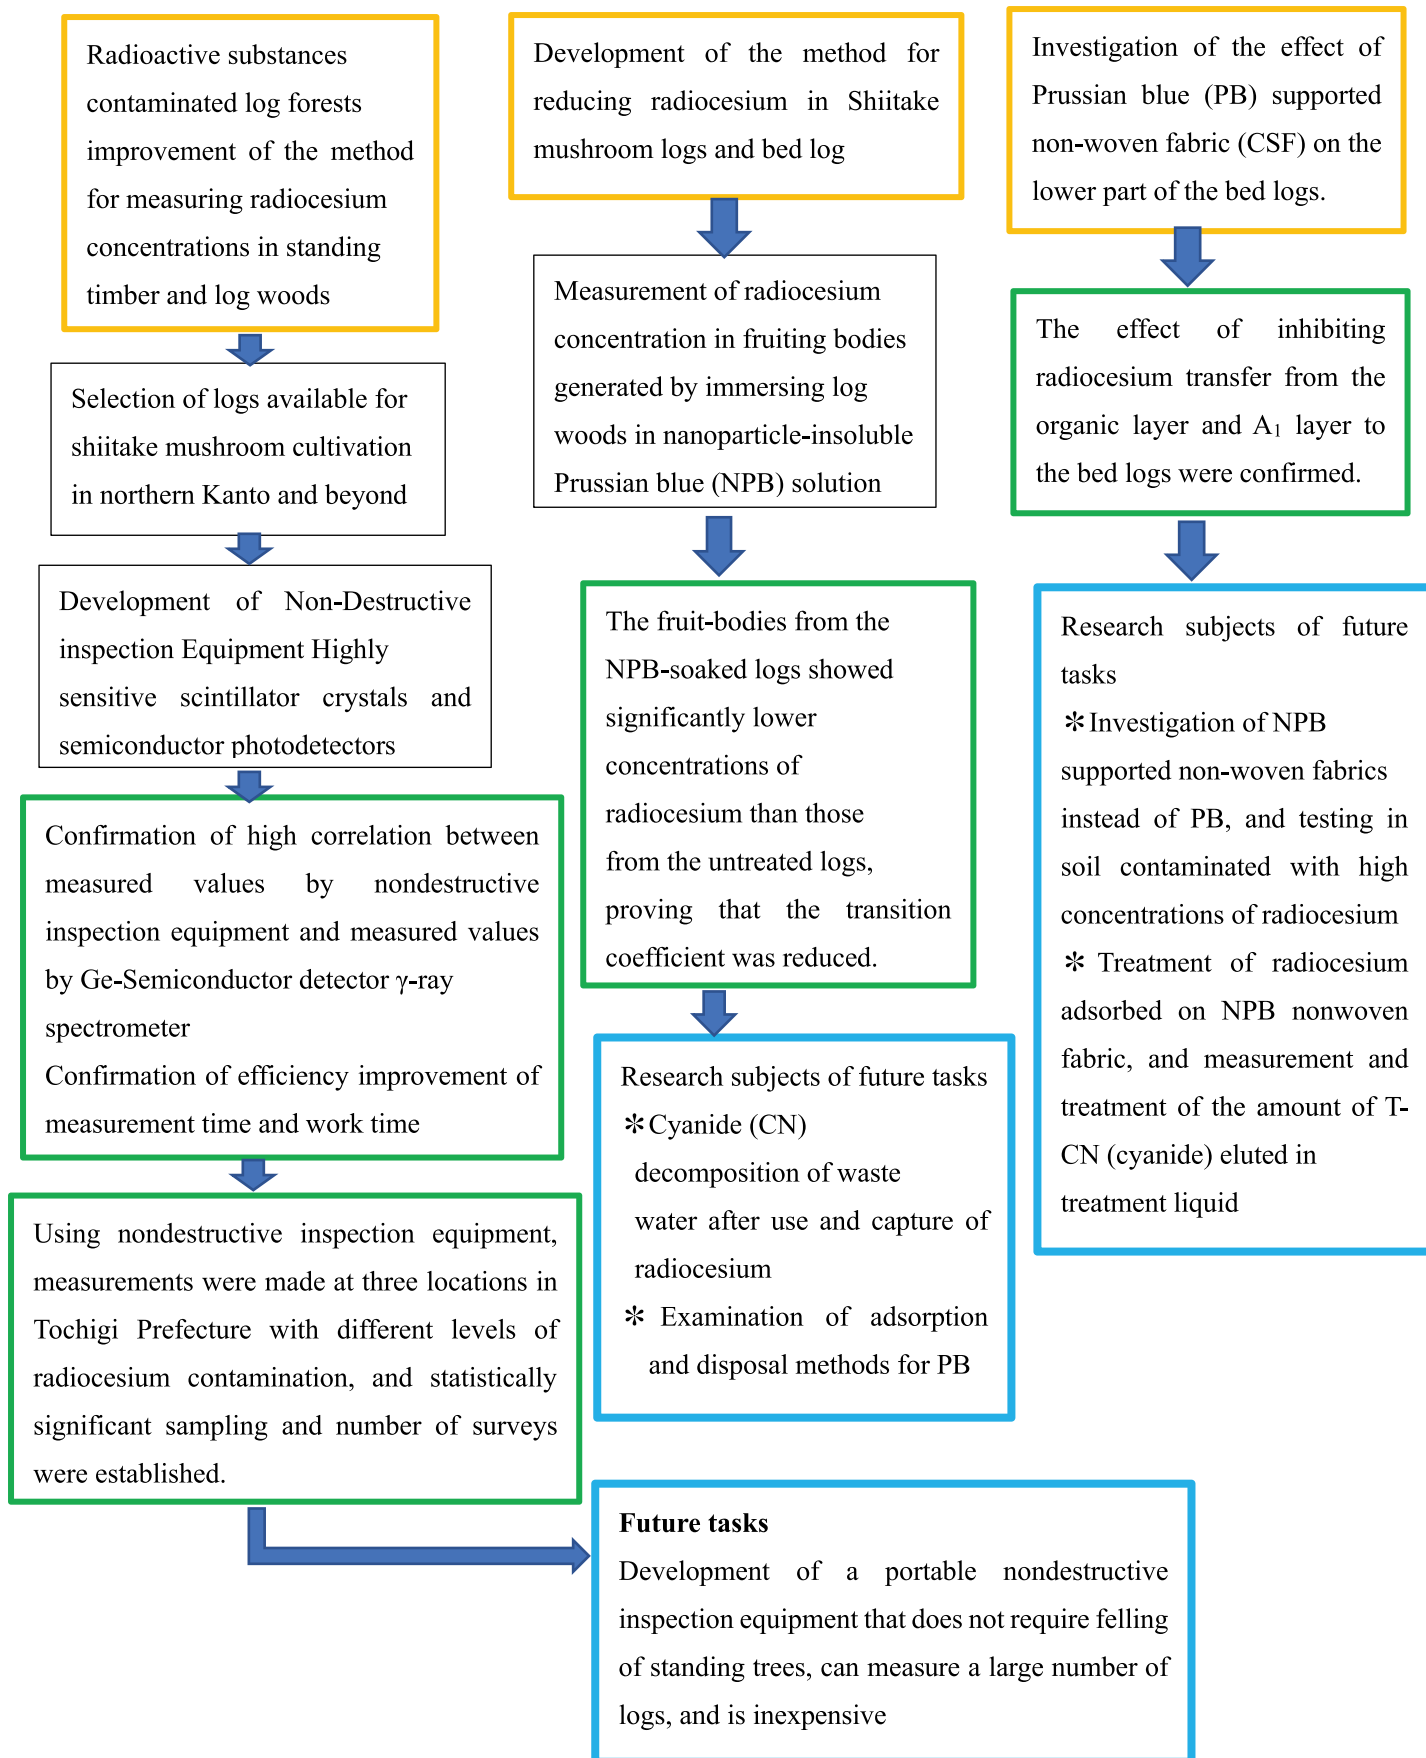 Radioactive substances
contaminated log forests
improvement of the method
for measuring radiocesium
concentrations in standing
timber and log woods
Selection of logs available for
shiitake mushroom cultivation
in northern Kanto and beyond
Development of Non-Destructive
inspection Equipment Highly
sensitive scintillator crystals and
semiconductor photodetectors
Confirmation of high correlation between
measured values by nondestructive
inspection equipment and measured values
by Ge-Semiconductor detector γ-ray
spectrometer
Confirmation of efficiency improvement of
measurement time and work time
Using nondestructive inspection equipment,
measurements were made at three locations in
Tochigi Prefecture with different levels of
radiocesium contamination, and statistically
significant sampling and number of surveys
were established.
Development of the method for
reducing radiocesium in Shiitake
mushroom logs and bed log
Measurement of radiocesium
concentration in fruiting bodies
generated by immersing log
woods in nanoparticle-insoluble
Prussian blue (NPB) solution
The fruit-bodies from the
NPB-soaked logs showed
significantly lower
concentrations of
radiocesium than those
from the untreated logs,
proving that the transition
coefficient was reduced.
Research subjects of future tasks
＊Cyanide (CN)
decomposition of waste
water after use and capture of
radiocesium
＊ Examination of adsorption
and disposal methods for PB
Investigation of the effect of
Prussian blue (PB) supported
non-woven fabric (CSF) on the
lower part of the bed logs.
The effect of inhibiting
radiocesium transfer from the
organic layer and A₁ layer to
the bed logs were confirmed.
Research subjects of future
tasks
＊Investigation of NPB
supported non-woven fabrics
instead of PB, and testing in
soil contaminated with high
concentrations of radiocesium
＊ Treatment of radiocesium
adsorbed on NPB nonwoven
fabric, and measurement and
treatment of the amount of T-
CN (cyanide) eluted in
treatment liquid
Future tasks
Development of a portable nondestructive
inspection equipment that does not require felling
of standing trees, can measure a large number of
logs, and is inexpensive